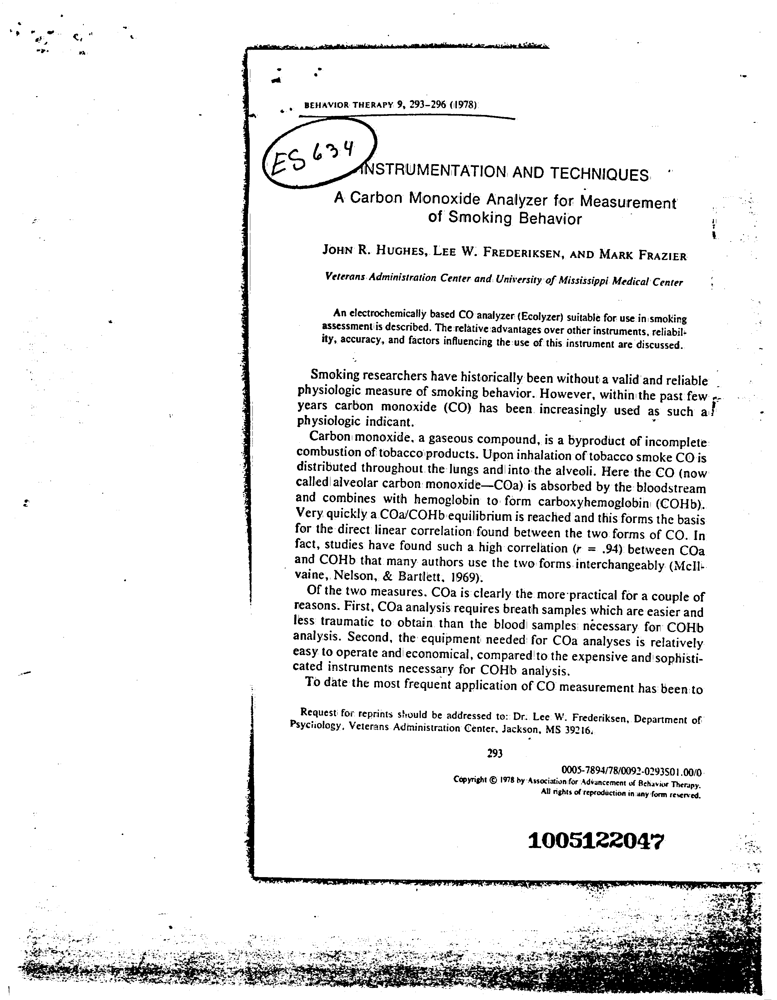 BEHAVIOR THERAPY 9, 293-296 (1978)
ES 634
INSTRUMENTATION AND TECHNIQUES
A Carbon Monoxide Analyzer for Measurement
of Smoking Behavior
JOHN R. HUGHES, LEE W. FREDERIKSEN, AND MARK FRAZIER
Veterans Administration Center and University of Mississippi Medical Center
An electrochemically based CO analyzer (Ecolyzer) suitable for use in smoking
assessment is described. The relative advantages over other instruments, reliabil-
ity, accuracy, and factors influencing the use of this instrument are discussed.
Smoking researchers have historically been without a valid and reliable
physiologic measure of smoking behavior. However, within the past few
years carbon monoxide (CO) has been increasingly used as such a
physiologic indicant.
Carbon monoxide, a gaseous compound, is a byproduct of incomplete
combustion of tobacco products. Upon inhalation of tobacco smoke CO is
distributed throughout the lungs and into the alveoli. Here the CO (now
called alveolar carbon monoxide—COa) is absorbed by the bloodstream
and combines with hemoglobin to form carboxyhemoglobin (COHb).
Very quickly a COa/COHb equilibrium is reached and this forms the basis
for the direct linear correlation found between the two forms of CO. In
fact, studies have found such a high correlation (r = .94) between COa
and COHb that many authors use the two forms interchangeably (McIl-
vaine, Nelson, & Bartlett, 1969).
Of the two measures, COa is clearly the more practical for a couple of
reasons. First, COa analysis requires breath samples which are easier and
less traumatic to obtain than the blood samples necessary for COHb
analysis. Second, the equipment needed for COa analyses is relatively
easy to operate and economical, compared to the expensive and sophisti-
cated instruments necessary for COHb analysis.
To date the most frequent application of CO measurement has been to
Request for reprints should be addressed to: Dr. Lee W. Frederiksen, Department of
Psychology, Veterans Administration Center, Jackson, MS 39216.
293
0005-7894/78/0092-0293$01.00/0
Copyright © 1978 by Association for Advancement of Behavior Therapy.
All rights of reproduction in any form reserved.
1005122047